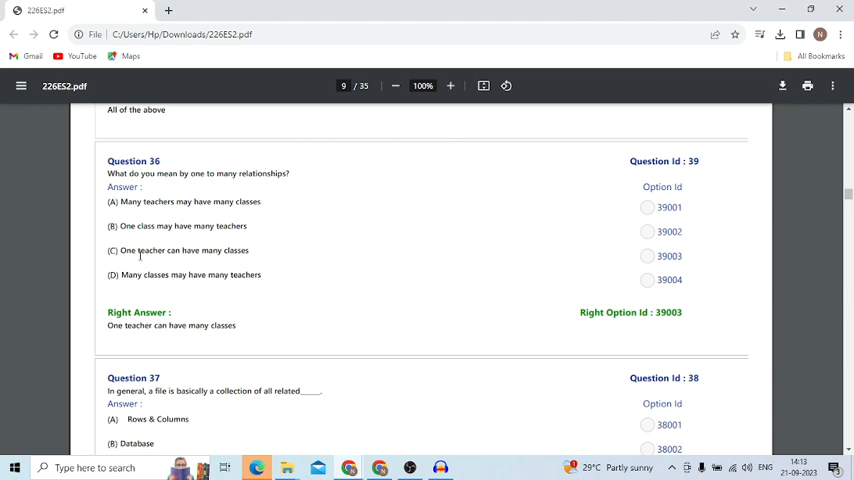 226ES2.pdf
File C:/Users/Hp/Downloads/226ES2.pdf
N
Gmail YouTube Maps All Bookmarks
226ES2.pdf 9 / 35 100%
All of the above
Question 36 Question Id : 39
What do you mean by one to many relationships?
Answer : Option Id
(A) Many teachers may have many classes 39001
(B) One class may have many teachers 39002
(C) One teacher can have many classes 39003
(D) Many classes may have many teachers 39004
Right Answer : Right Option Id : 39003
One teacher can have many classes
Question 37 Question Id : 38
In general, a file is basically a collection of all related_____.
Answer : Option Id
(A) Rows & Columns 38001
(B) Database 38002
Type here to search 29°C Partly sunny ENG 14:13
21-09-2023 3